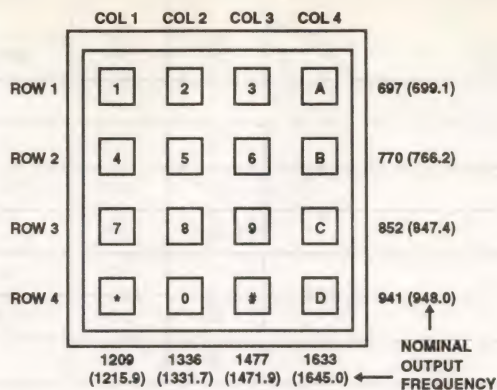 COL 1 COL 2 COL 3 COL 4
ROW 1 1 2 3 A 697 (699.1)
ROW 2 4 5 6 B 770 (766.2)
ROW 3 7 8 9 C 852 (847.4)
ROW 4 * 0 # D 941 (948.0)
1209 1336 1477 1633
(1215.9) (1331.7) (1471.9) (1645.0)
NOMINAL
OUTPUT
FREQUENCY